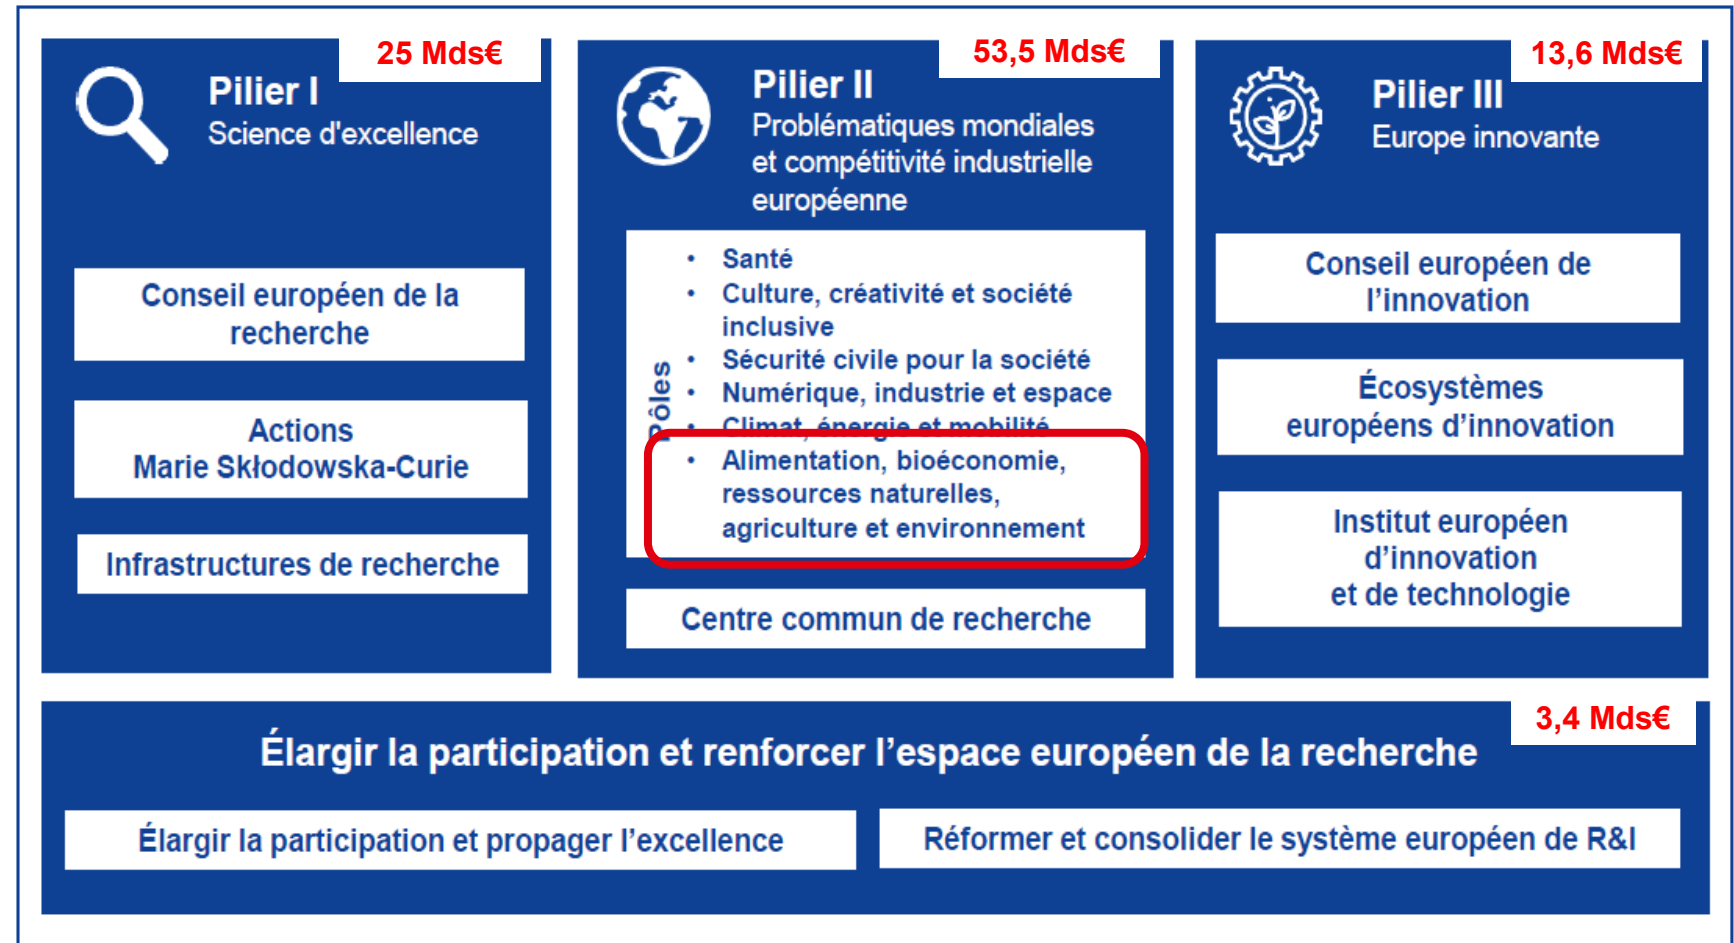 25 Mds€
Pilier I
Science d'excellence
Conseil européen de la
recherche
Actions
Marie Skłodowska-Curie
Infrastructures de recherche
53,5 Mds€
Pilier II
Problématiques mondiales
et compétitivité industrielle
européenne
Pôles
• Santé
• Culture, créativité et société
inclusive
• Sécurité civile pour la société
• Numérique, industrie et espace
• Climat, énergie et mobilité
• Alimentation, bioéconomie,
ressources naturelles,
agriculture et environnement
Centre commun de recherche
13,6 Mds€
Pilier III
Europe innovante
Conseil européen de
l’innovation
Écosystèmes
européens d’innovation
Institut européen
d’innovation
et de technologie
3,4 Mds€
Élargir la participation et renforcer l’espace européen de la recherche
Élargir la participation et propager l’excellence
Réformer et consolider le système européen de R&I